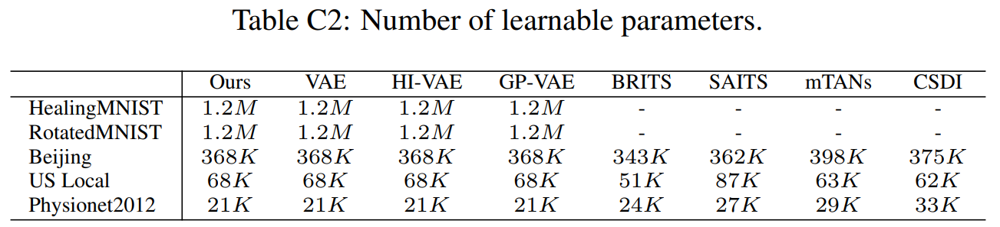 Table C2: Number of learnable parameters.
Ours VAE HI-VAE GP-VAE BRITS SAITS mTANs CSDI
HealingMNIST 1.2M 1.2M 1.2M 1.2M - - - -
RotatedMNIST 1.2M 1.2M 1.2M 1.2M - - - -
Beijing 368K 368K 368K 368K 343K 362K 398K 375K
US Local 68K 68K 68K 68K 51K 87K 63K 62K
Physionet2012 21K 21K 21K 21K 24K 27K 29K 33K